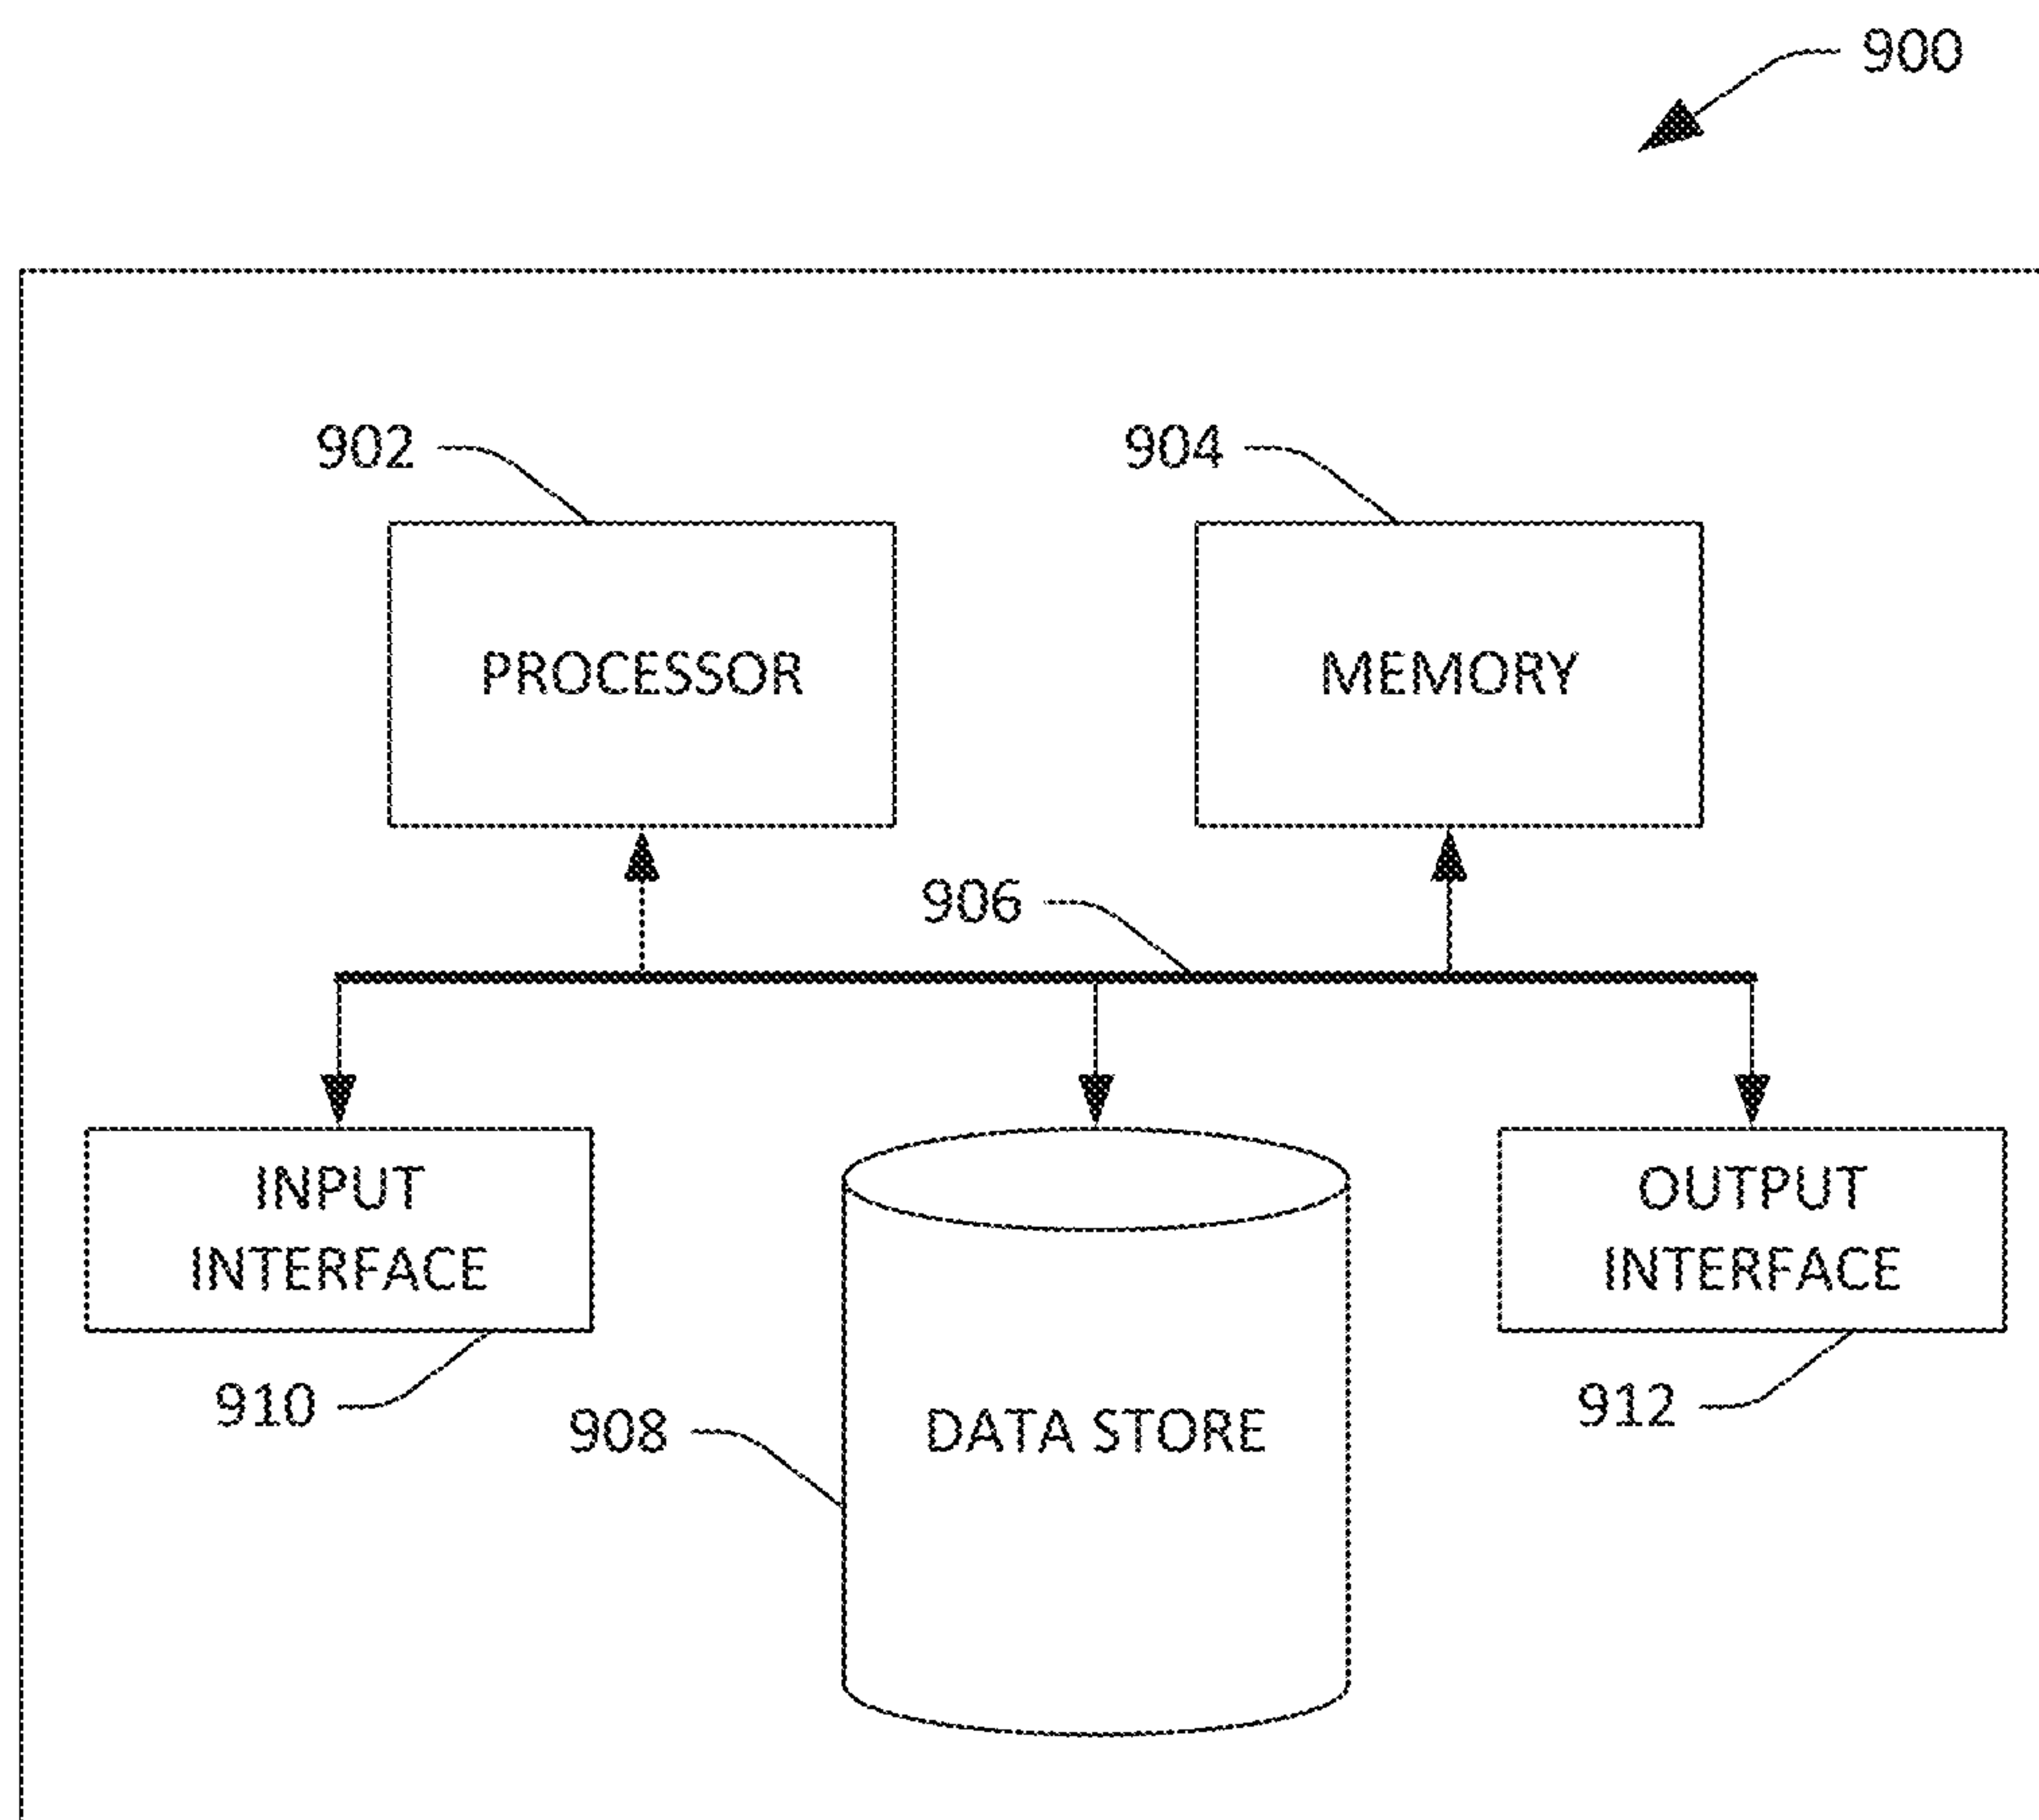 900
902
904
PROCESSOR
MEMORY
906
INPUT
INTERFACE
OUTPUT
INTERFACE
910
908
DATA STORE
912